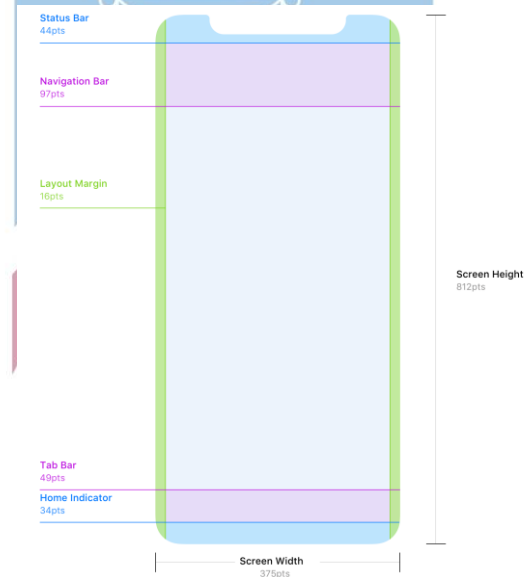 Status Bar
44pts
Navigation Bar
97pts
Layout Margin
16pts
Screen Height
812pts
Tab Bar
49pts
Home Indicator
34pts
Screen Width
375pts